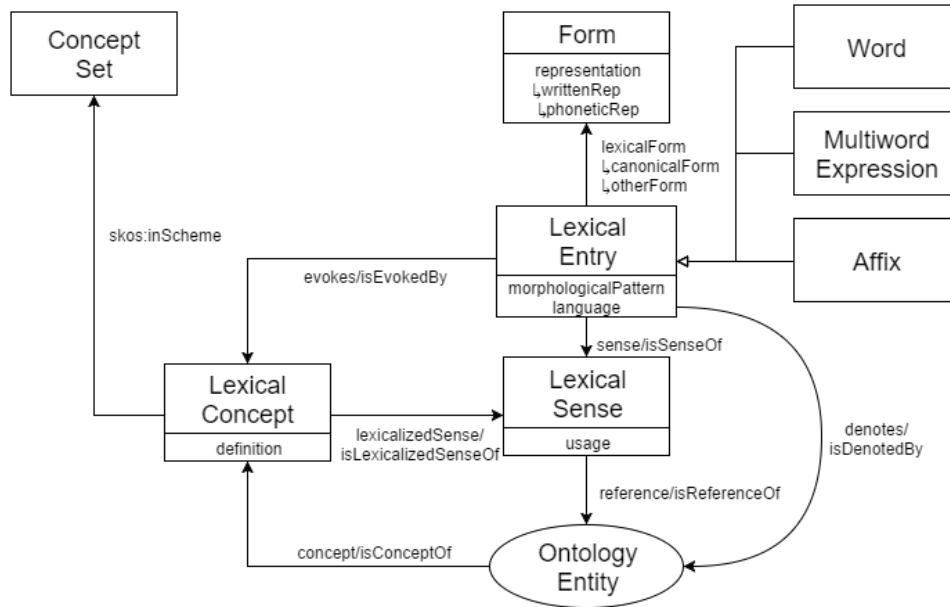 Concept
Set
Form
representation
↳writtenRep
↳phoneticRep
Word
Multiword
Expression
Affix
lexicalForm
↳canonicalForm
↳otherForm
skos:inScheme
Lexical
Entry
morphologicalPattern
language
evokes/isEvokedBy
sense/isSenseOf
Lexical
Concept
definition
lexicalizedSense/
isLexicalizedSenseOf
Lexical
Sense
usage
denotes/
isDenotedBy
reference/isReferenceOf
concept/isConceptOf
Ontology
Entity